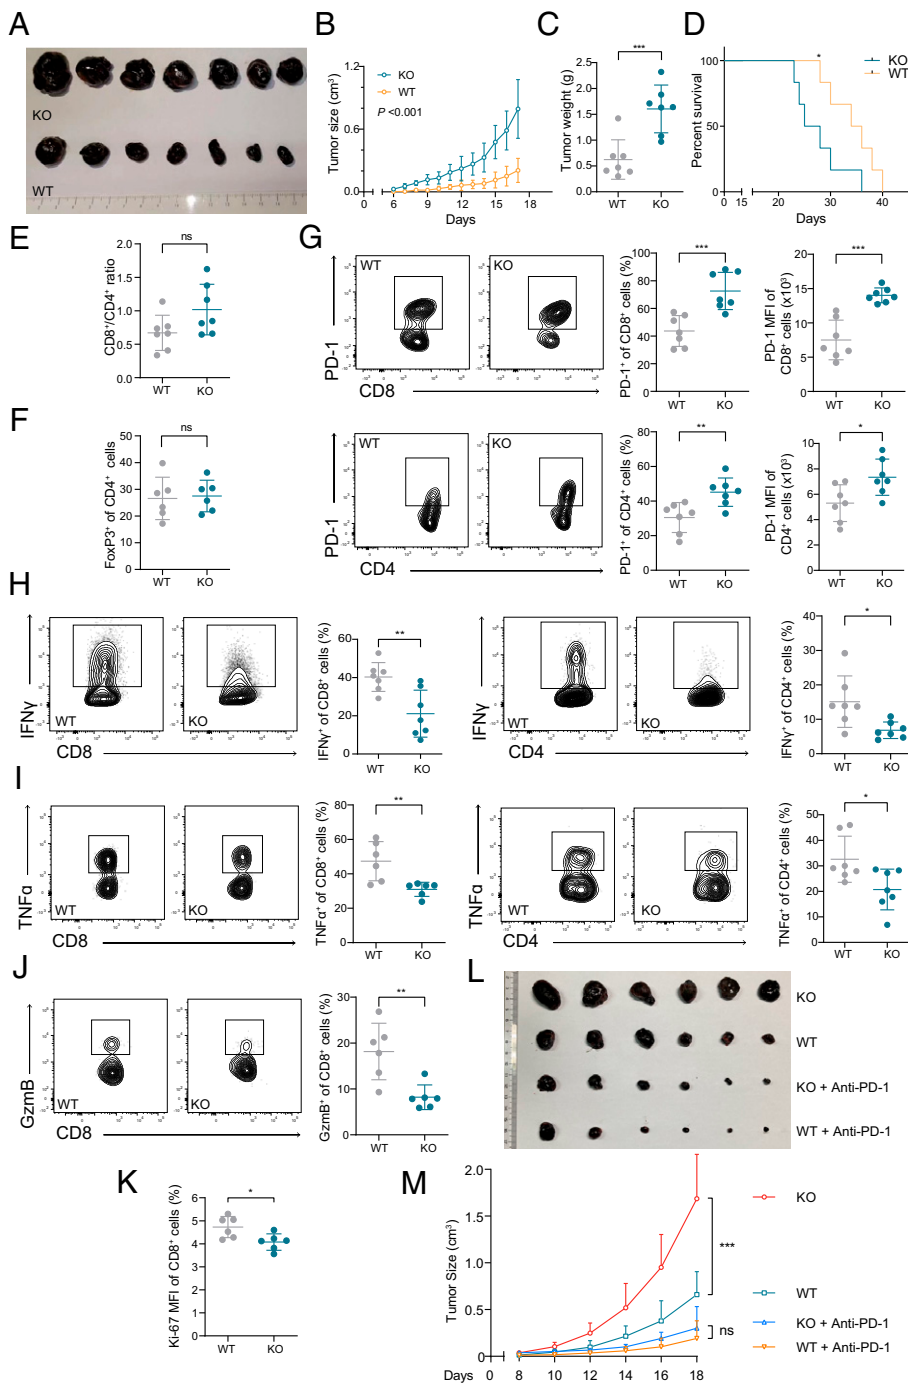 A
KO
WT
B
Tumor size (cm³)
1.2
0.8
0.4
0.0
KO
WT
P <0.001
0 6 9 12 15 18
Days
C
Tumor weight (g)
***
2.5
2.0
1.5
1.0
0.5
0.0
WT KO
D
Percent survival
100
50
0
*
KO
WT
0 15 20 30 40
Days
E
CD8⁺/CD4⁺ ratio
2.0
1.5
1.0
0.5
0.0
ns
WT KO
F
FoxP3⁺ of CD4⁺ cells
50
40
30
20
10
0
ns
WT KO
G
WT
KO
PD-1
CD8
PD-1⁺ of CD8⁺ cells (%)
100
80
60
40
20
0
***
WT KO
PD-1 MFI of
CD8⁺ cells (x10³)
20
15
10
5
0
***
WT KO
WT
KO
PD-1
CD4
PD-1⁺ of CD4⁺ cells (%)
80
60
40
20
0
**
WT KO
PD-1 MFI of
CD4⁺ cells (x10³)
10
8
6
4
2
0
*
WT KO
H
IFNγ
WT
KO
CD8
IFNγ⁺ of CD8⁺ cells (%)
60
40
20
0
**
WT KO
IFNγ
WT
KO
CD4
IFNγ⁺ of CD4⁺ cells (%)
40
30
20
10
0
*
WT KO
I
TNFα
WT
KO
CD8
TNFα⁺ of CD8⁺ cells (%)
80
60
40
20
0
**
WT KO
TNFα
WT
KO
CD4
TNFα⁺ of CD4⁺ cells (%)
50
40
30
20
10
0
*
WT KO
J
GzmB
WT
KO
CD8
GzmB⁺ of CD8⁺ cells (%)
30
20
10
0
**
WT KO
K
Ki-67 MFI of CD8⁺ cells (%)
6
5
4
3
2
1
0
*
WT KO
L
KO
WT
KO + Anti-PD-1
WT + Anti-PD-1
M
Tumor Size (cm³)
2.0
1.5
1.0
0.5
0
Days 0 8 10 12 14 16 18
***
ns
KO
WT
KO + Anti-PD-1
WT + Anti-PD-1